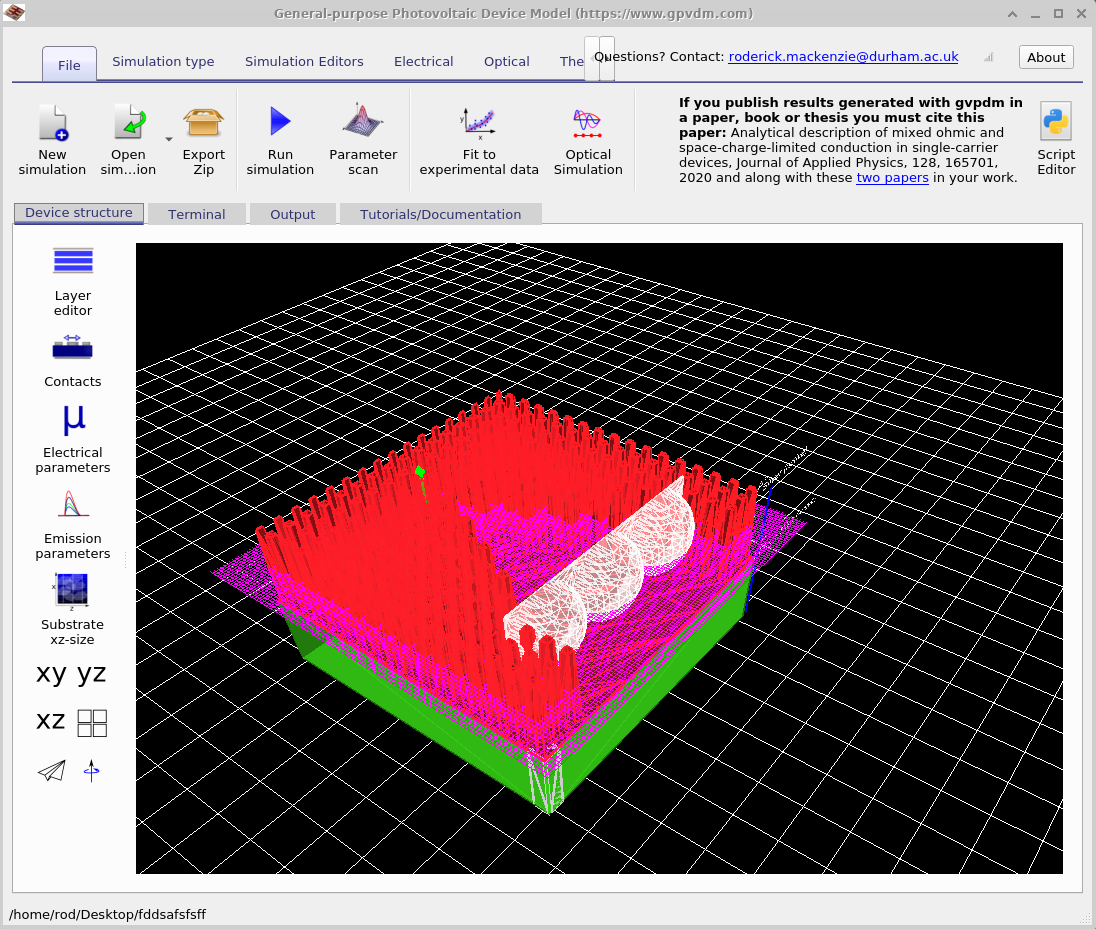 General-purpose Photovoltaic Device Model (https://www.gpvdm.com)
File
Simulation type
Simulation Editors
Electrical
Optical
The
Questions? Contact: roderick.mackenzie@durham.ac.uk
About
New
simulation
Open
sim...ion
Export
Zip
Run
simulation
Parameter
scan
Fit to
experimental data
Optical
Simulation
If you publish results generated with gvpdm in
a paper, book or thesis you must cite this
paper: Analytical description of mixed ohmic and
space-charge-limited conduction in single-carrier
devices, Journal of Applied Physics, 128, 165701,
2020 and along with these two papers in your work.
Script
Editor
Device structure
Terminal
Output
Tutorials/Documentation
Layer
editor
Contacts
μ
Electrical
parameters
Emission
parameters
x
z
Substrate
xz-size
xy yz
xz
/home/rod/Desktop/fddsafsfsff